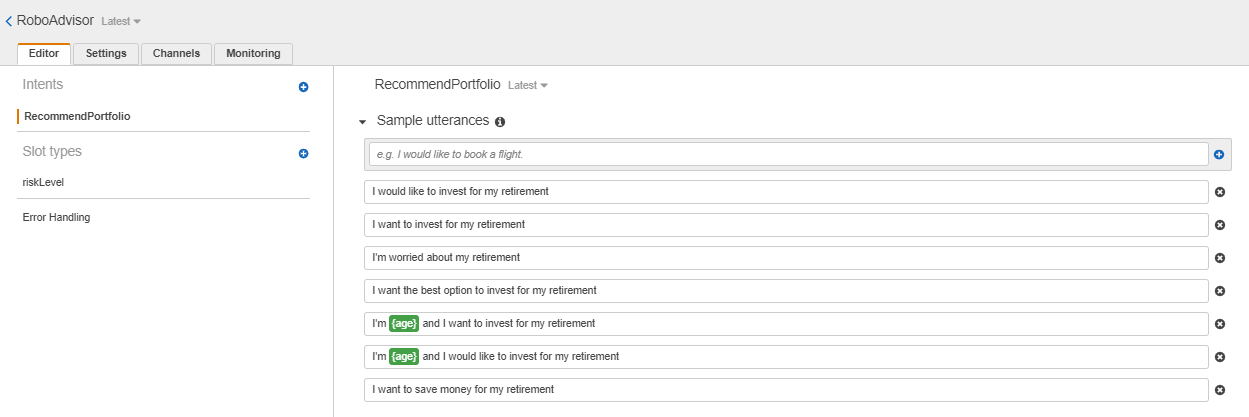 RoboAdvisor Latest
Editor Settings Channels Monitoring
Intents
RecommendPortfolio
Slot types
riskLevel
Error Handling
RecommendPortfolio Latest
Sample utterances
e.g. I would like to book a flight.
I would like to invest for my retirement
I want to invest for my retirement
I'm worried about my retirement
I want the best option to invest for my retirement
I'm {age} and I want to invest for my retirement
I'm {age} and I would like to invest for my retirement
I want to save money for my retirement